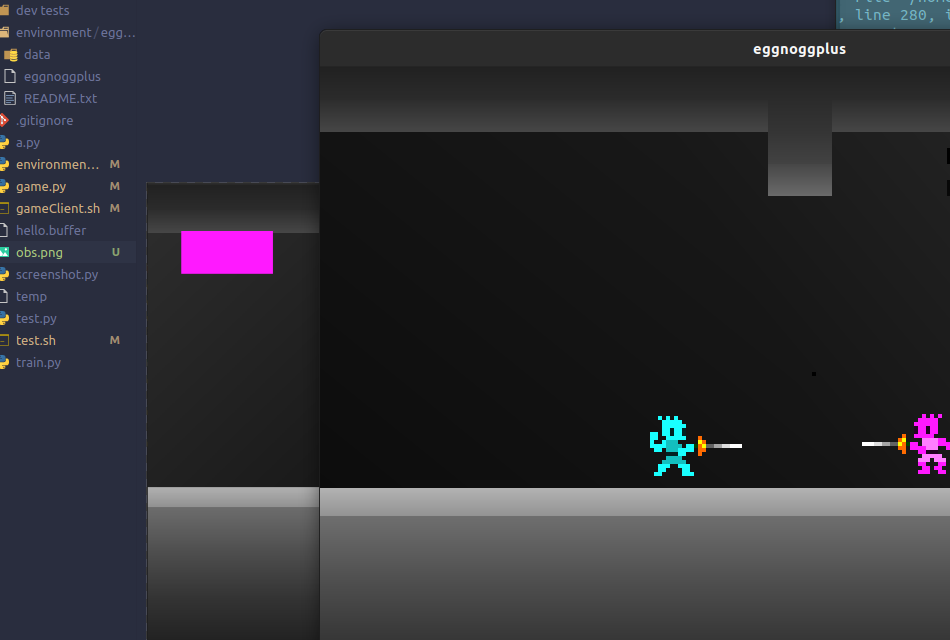 dev tests
environment / egg...
data
eggnoggplus
README.txt
.gitignore
a.py
environmen... M
game.py M
gameClient.sh M
hello.buffer
obs.png U
screenshot.py
temp
test.py
test.sh M
train.py
, line 280, i
eggnoggplus